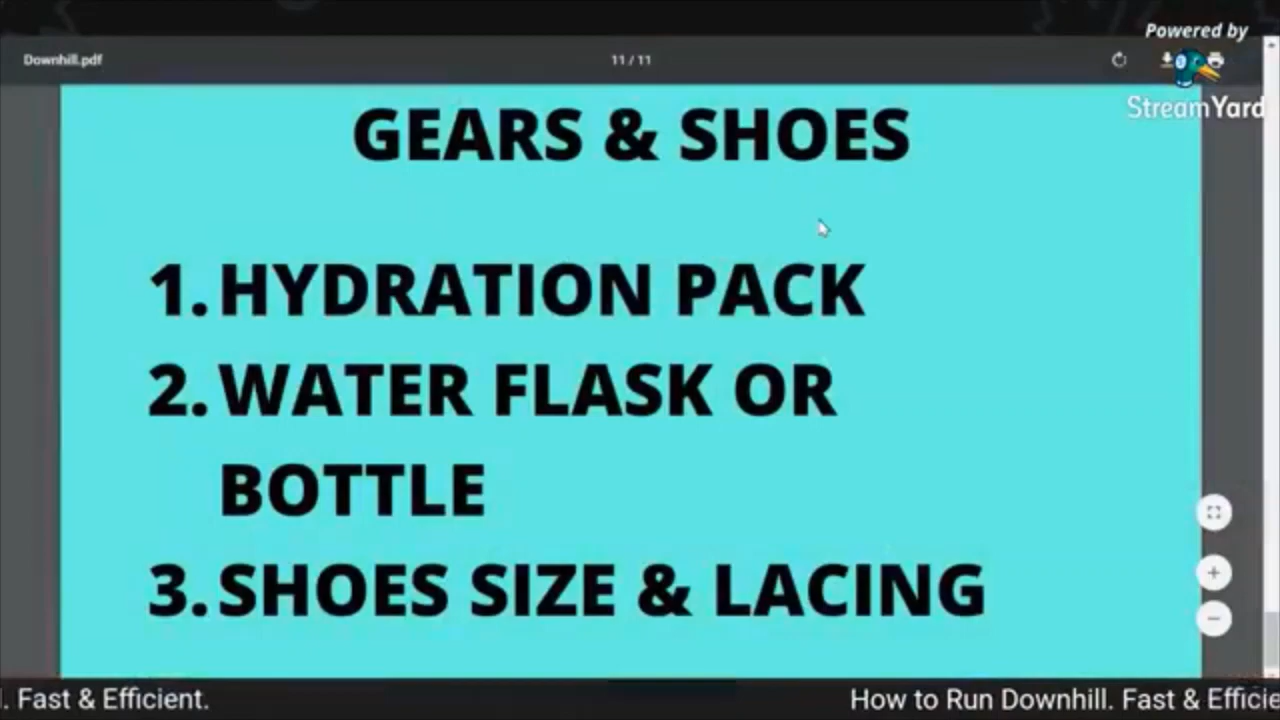 Powered by
Downhill.pdf
11 / 11
StreamYard
GEARS & SHOES
1. HYDRATION PACK
2. WATER FLASK OR
BOTTLE
3. SHOES SIZE & LACING
. Fast & Efficient.
How to Run Downhill. Fast & Efficie